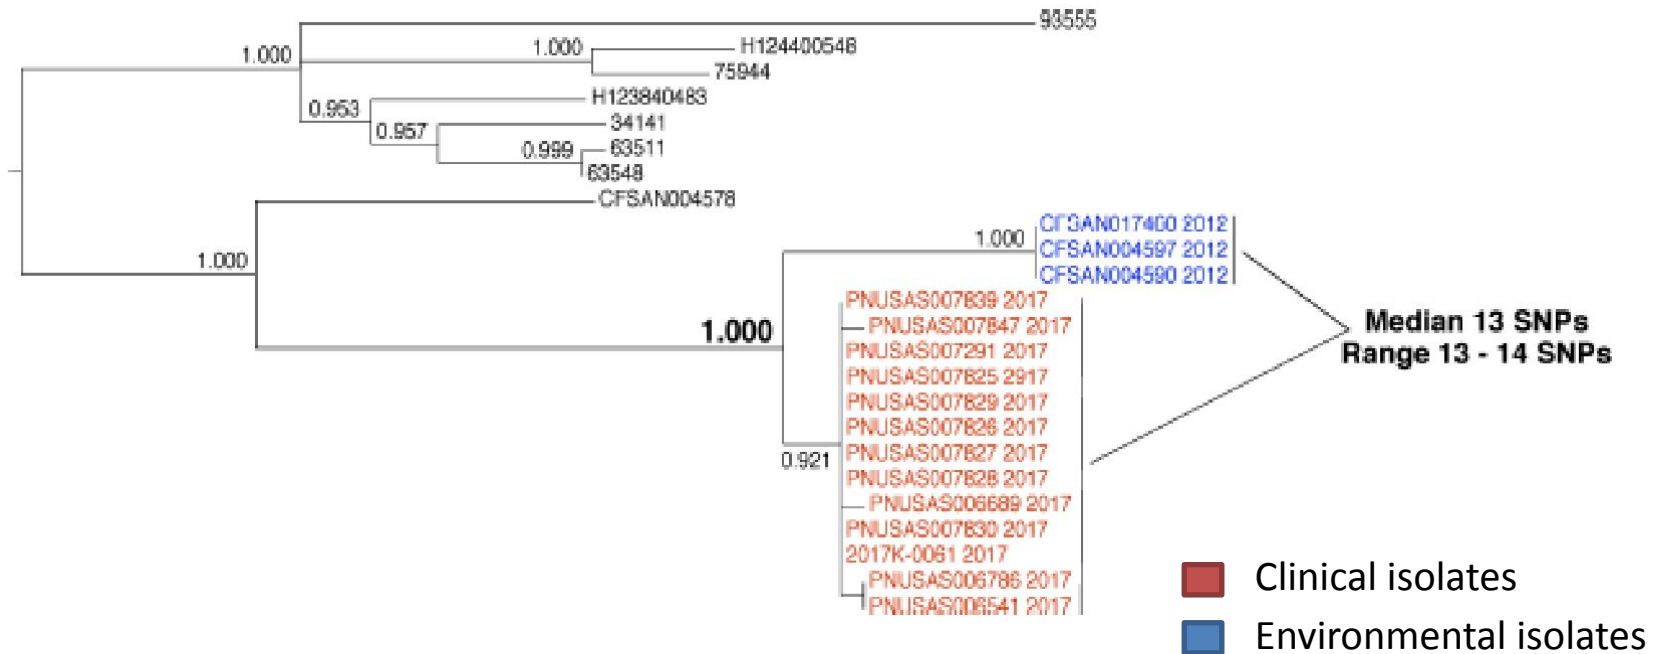 93555
1.000
1.000
H124400548
75944
H123840483
0.953
34141
0.957
63511
0.999
63548
CFSAN004578
CFSAN017460 2012
1.000
CFSAN004597 2012
1.000
CFSAN004590 2012
PNUSAS007839 2017
PNUSAS007847 2017
1.000
Median 13 SNPs
Range 13 - 14 SNPs
PNUSAS007291 2017
PNUSAS007825 2917
PNUSAS007829 2017
PNUSAS007826 2017
PNUSAS007827 2017
0.921
PNUSAS007828 2017
PNUSAS006689 2017
PNUSAS007830 2017
2017K-0061 2017
PNUSAS006786 2017
PNUSAS006541 2017
Clinical isolates
Environmental isolates